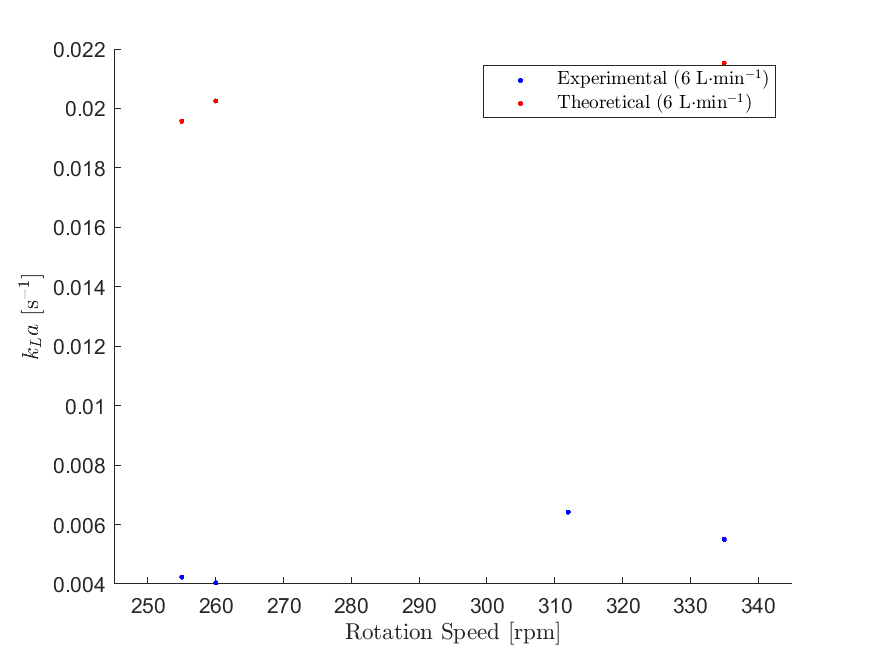 0.022
0.02
0.018
0.016
0.014
0.012
0.01
0.008
0.006
0.004
k_L a [s⁻¹]
Experimental (6 L·min⁻¹)
Theoretical (6 L·min⁻¹)
250 260 270 280 290 300 310 320 330 340
Rotation Speed [rpm]